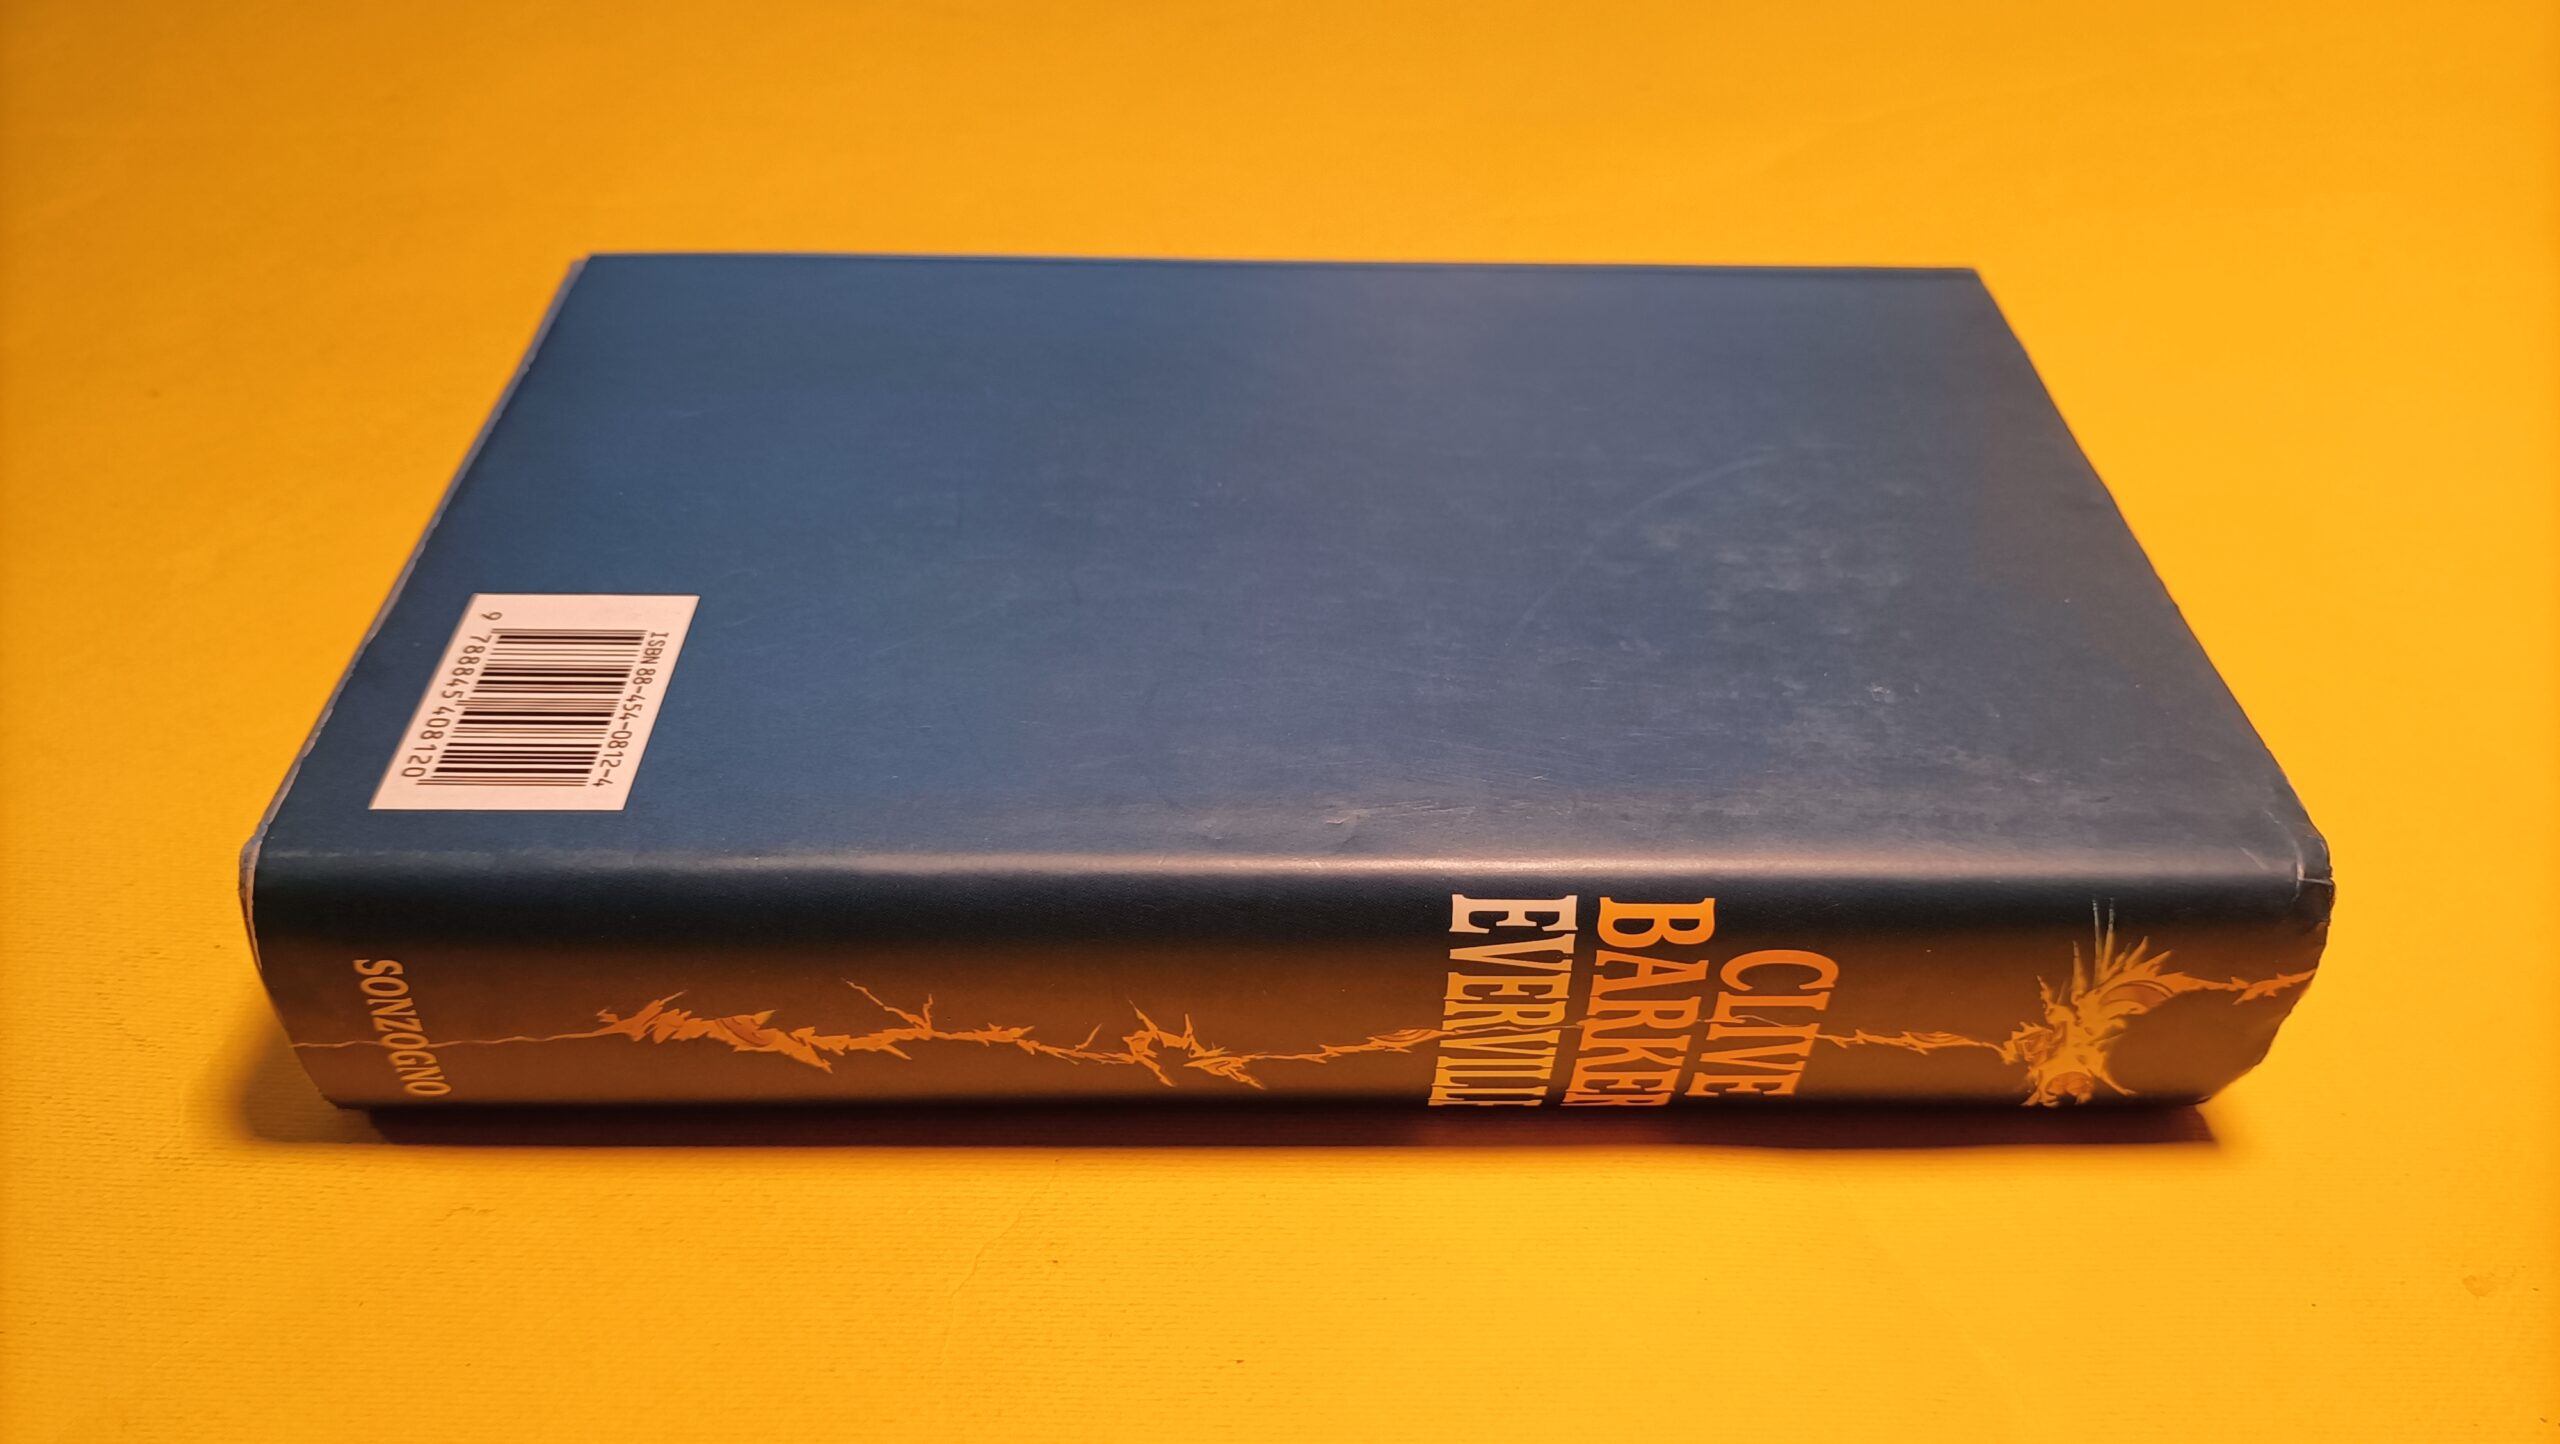 CLIVE
BARKER
EVERVILLE
SONZOGNO
ISBN 88-454-0812-4
9 788845 408120